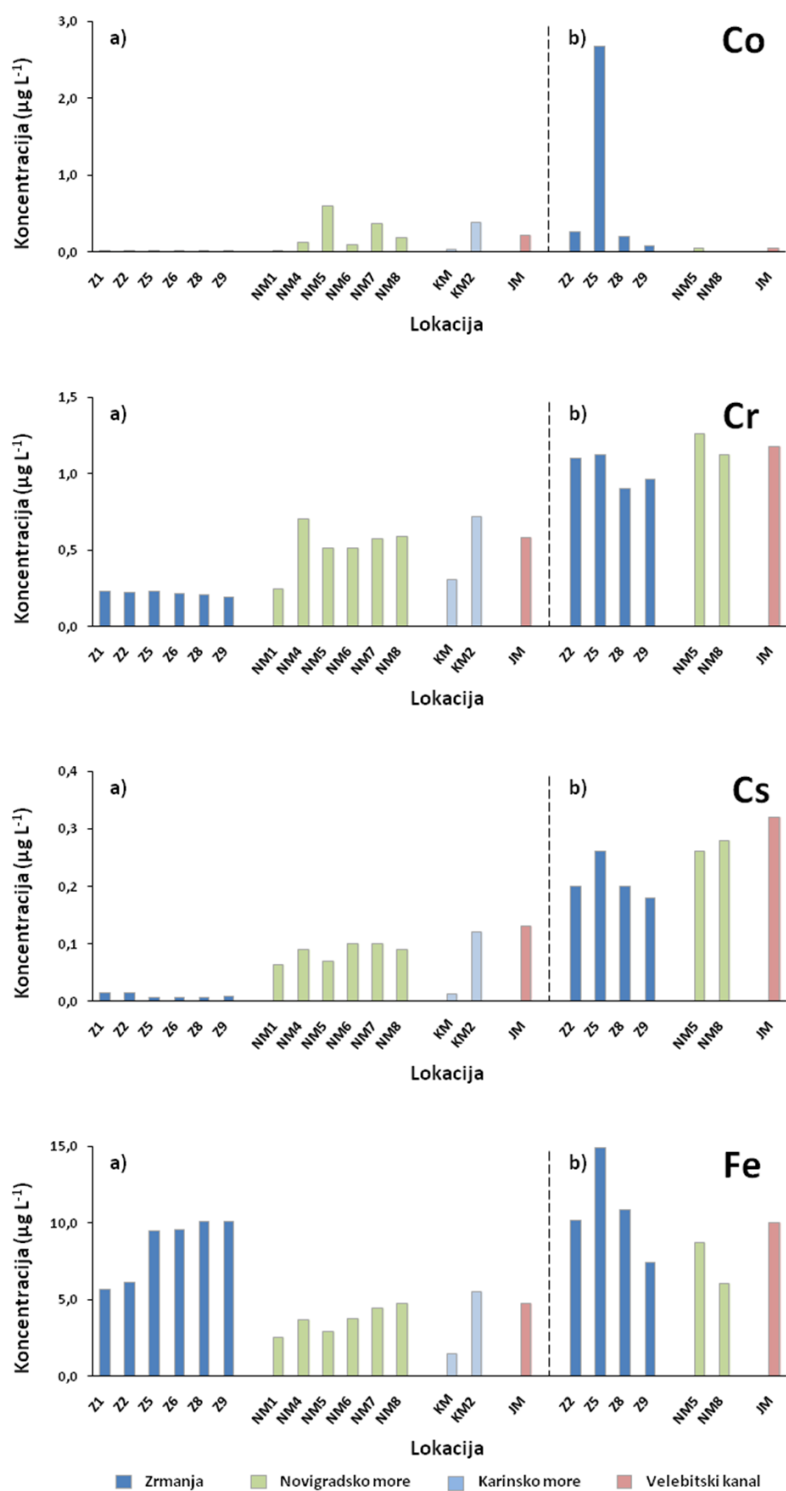 a) b) Co
Koncentracija (µg L-1)
3,0
2,0
1,0
0,0
Z1 Z2 Z5 Z6 Z8 Z9 NM1 NM4 NM5 NM6 NM7 NM8 KM KM2 JM Z2 Z5 Z8 Z9 NM5 NM8 JM
Lokacija
a) b) Cr
Koncentracija (µg L-1)
1,5
1,0
0,5
0,0
Z1 Z2 Z5 Z6 Z8 Z9 NM1 NM4 NM5 NM6 NM7 NM8 KM KM2 JM Z2 Z5 Z8 Z9 NM5 NM8 JM
Lokacija
a) b) Cs
Koncentracija (µg L-1)
0,4
0,3
0,2
0,1
0,0
Z1 Z2 Z5 Z6 Z8 Z9 NM1 NM4 NM5 NM6 NM7 NM8 KM KM2 JM Z2 Z5 Z8 Z9 NM5 NM8 JM
Lokacija
a) b) Fe
Koncentracija (µg L-1)
15,0
10,0
5,0
0,0
Z1 Z2 Z5 Z6 Z8 Z9 NM1 NM4 NM5 NM6 NM7 NM8 KM KM2 JM Z2 Z5 Z8 Z9 NM5 NM8 JM
Lokacija
Zrmanja Novigradsko more Karinsko more Velebitski kanal